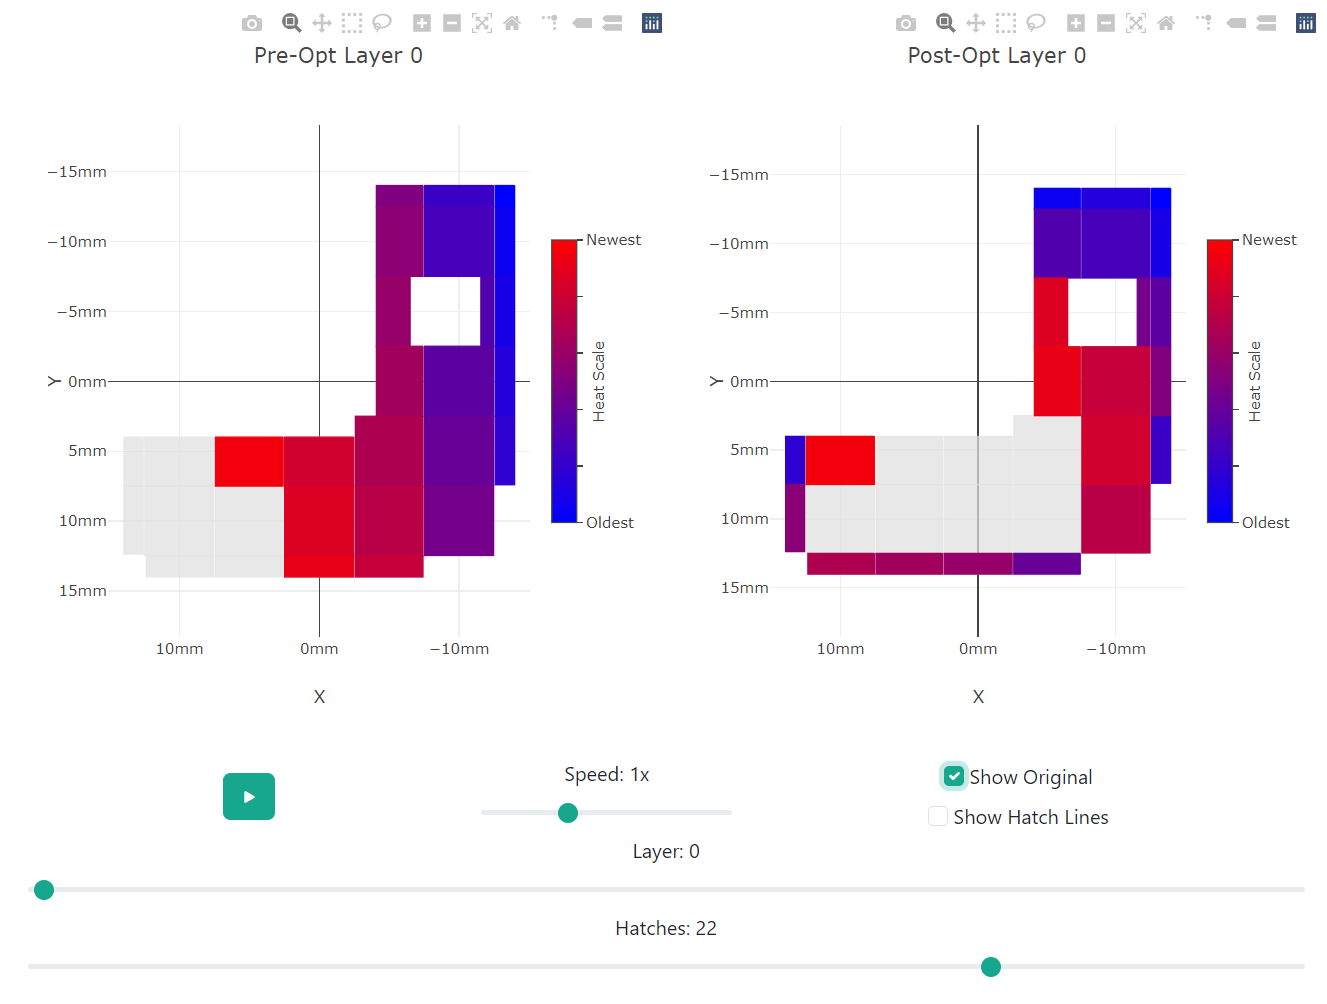 Pre-Opt Layer 0
−15mm
−10mm
−5mm
0mm
5mm
10mm
15mm
Y
10mm
0mm
−10mm
X
Newest
Heat Scale
Oldest
Post-Opt Layer 0
−15mm
−10mm
−5mm
0mm
5mm
10mm
15mm
Y
10mm
0mm
−10mm
X
Newest
Heat Scale
Oldest
Speed: 1x
Show Original
Show Hatch Lines
Layer: 0
Hatches: 22